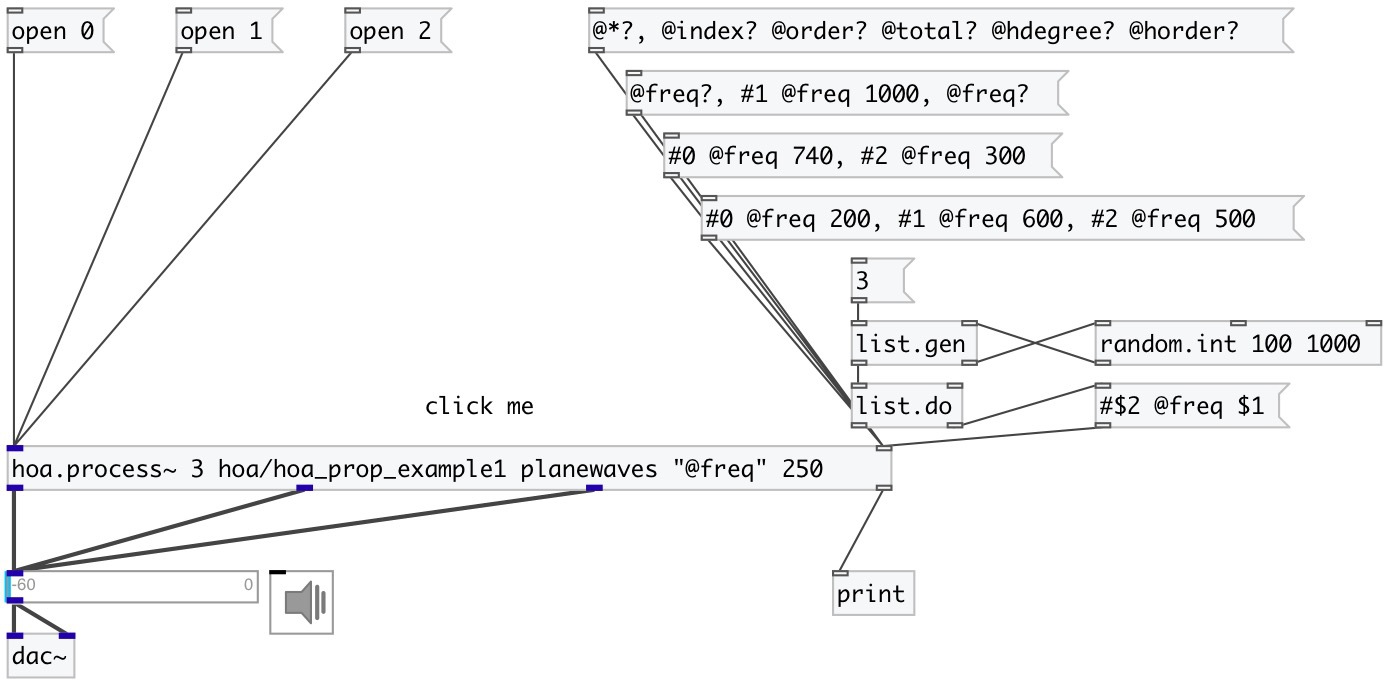 open 0
open 1
open 2
@*?, @index? @order? @total? @hdegree? @horder?
@freq?, #1 @freq 1000, @freq?
#0 @freq 740, #2 @freq 300
#0 @freq 200, #1 @freq 600, #2 @freq 500
3
list.gen
random.int 100 1000
click me
list.do
#$2 @freq $1
hoa.process~ 3 hoa/hoa_prop_example1 planewaves "@freq" 250
-60
0
print
dac~